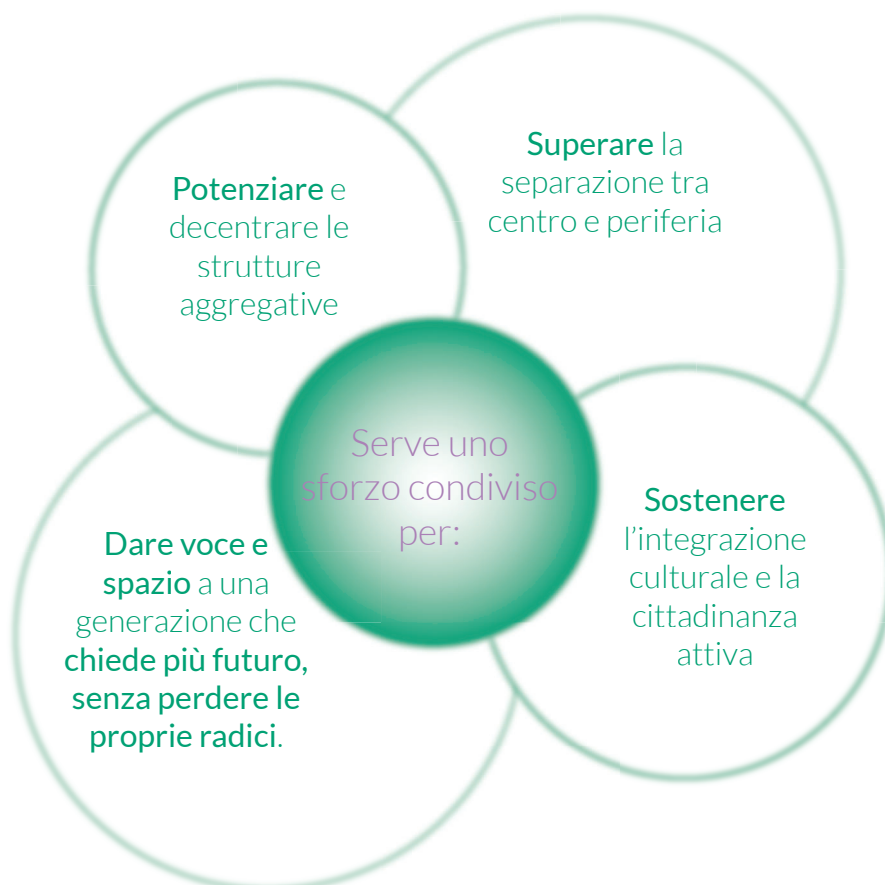 Potenziare e
decentrare le
strutture
aggregative
Superare la
separazione tra
centro e periferia
Serve uno
sforzo condiviso
per:
Dare voce e
spazio a una
generazione che
chiede più futuro,
senza perdere le
proprie radici.
Sostenere
l’integrazione
culturale e la
cittadinanza
attiva